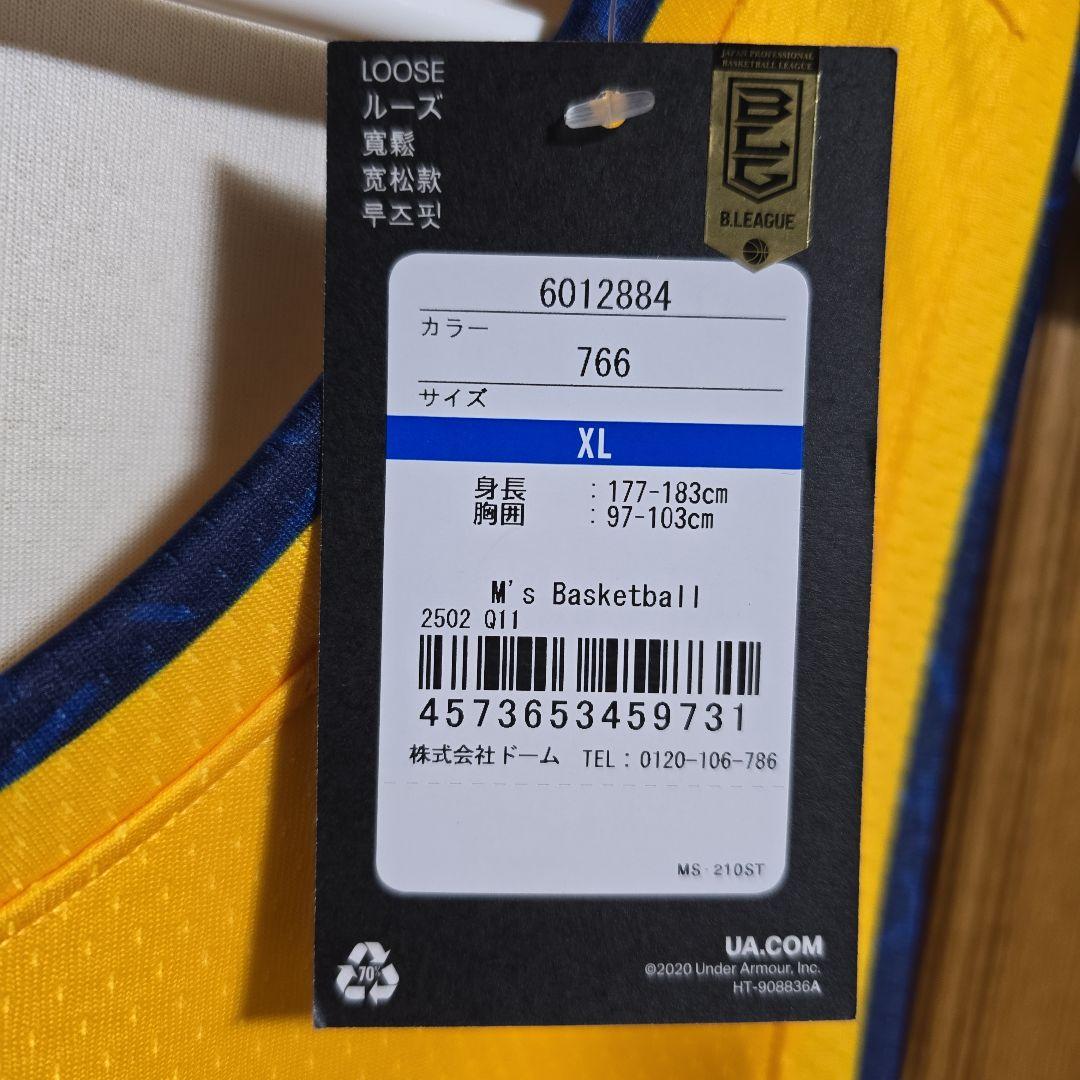 LOOSE
ルーズ
寬鬆
宽松款
루즈핏
JAPAN PROFESSIONAL
BASKETBALL LEAGUE
B.LEAGUE
6012884
カラー
766
サイズ
XL
身長 : 177-183cm
胸囲 : 97-103cm
M's Basketball
2502 Q11
4573653459731
株式会社ドーム TEL : 0120-106-786
MS-210ST
70%
UA.COM
©2020 Under Armour, Inc.
HT-908836A